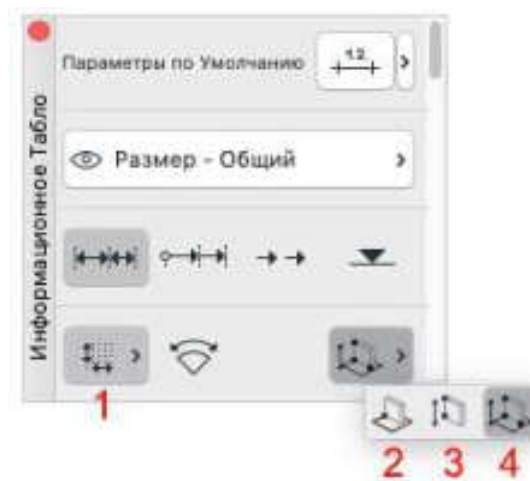 Параметры по Умолчанию
1.2
Информационное Табло
Размер - Общий
1
2 3 4